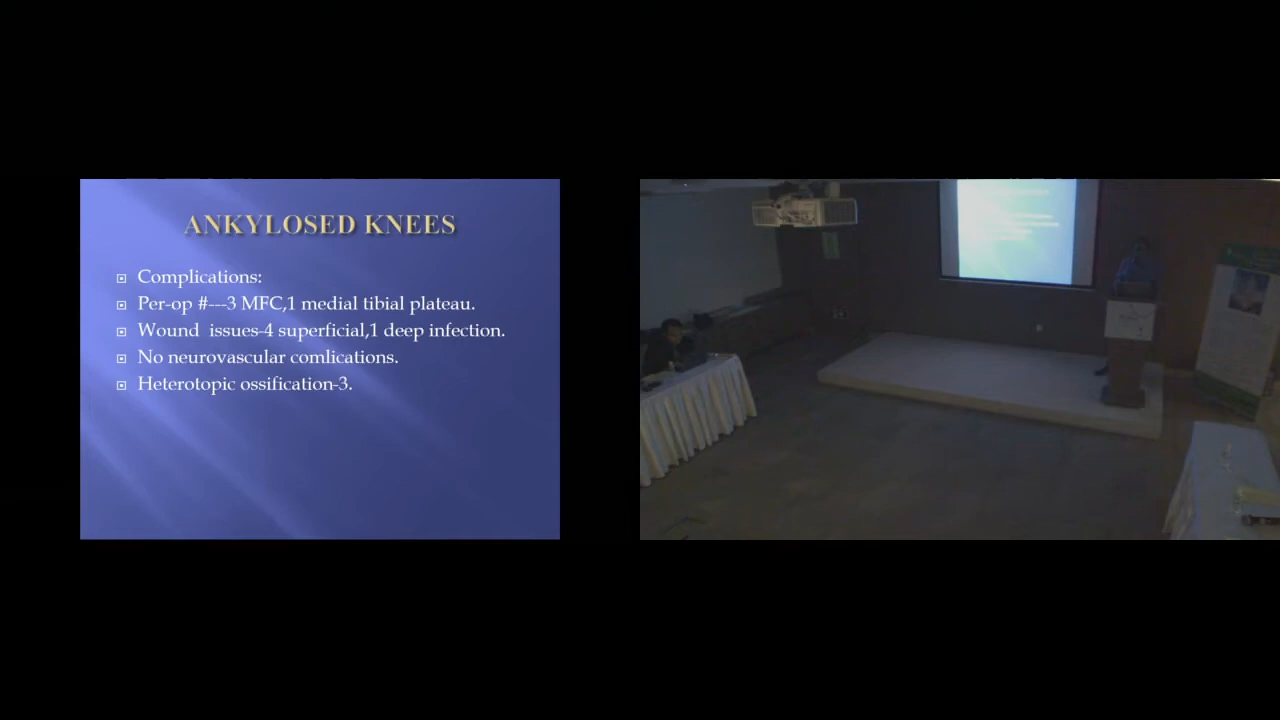 ANKYLOSED KNEES
Complications:
Per-op #---3 MFC,1 medial tibial plateau.
Wound  issues-4 superficial,1 deep infection.
No neurovascular comlications.
Heterotopic ossification-3.